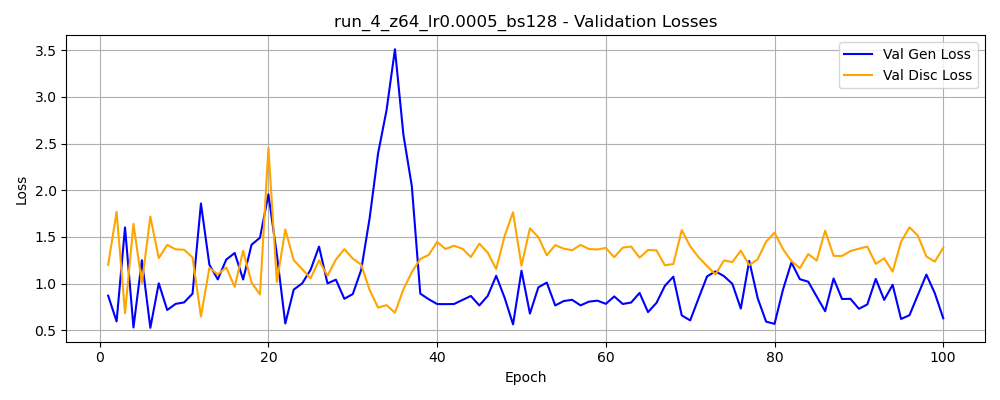 run_4_z64_lr0.0005_bs128 - Validation Losses
Val Gen Loss
Val Disc Loss
Loss
3.5
3.0
2.5
2.0
1.5
1.0
0.5
0
20
40
60
80
100
Epoch